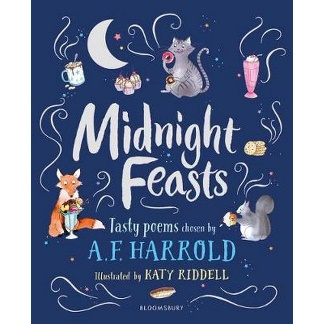 Midnight
Feasts
Tasty poems chosen by
A.F. HARROLD
Illustrated by KATY RIDDELL
BLOOMSBURY